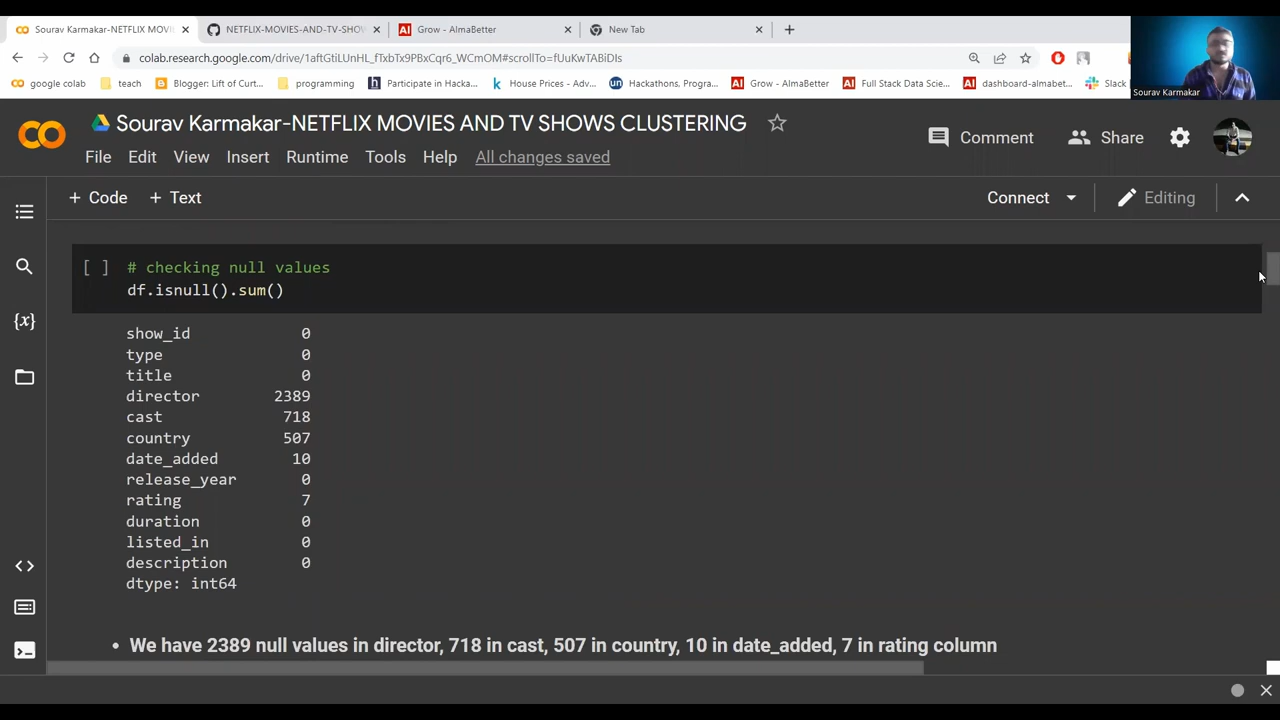 Sourav Karmakar-NETFLIX MOVI
NETFLIX-MOVIES-AND-TV-SHOW
Grow - AlmaBetter
New Tab
colab.research.google.com/drive/1aftGtiLUnHL_fTxbTx9PBxCqr6_WCmOM#scrollTo=fUuKwTABiDIs
google colab
teach
Blogger: Lift of Curt...
programming
Participate in Hacka...
House Prices - Adv...
Hackathons, Progra...
Grow - AlmaBetter
Full Stack Data Scie...
dashboard-almabet...
Slack
Sourav Karmakar
Sourav Karmakar-NETFLIX MOVIES AND TV SHOWS CLUSTERING
File Edit View Insert Runtime Tools Help All changes saved
Comment
Share
+ Code + Text
Connect
Editing
[ ] # checking null values
df.isnull().sum()
show_id 0
type 0
title 0
director 2389
cast 718
country 507
date_added 10
release_year 0
rating 7
duration 0
listed_in 0
description 0
dtype: int64
• We have 2389 null values in director, 718 in cast, 507 in country, 10 in date_added, 7 in rating column